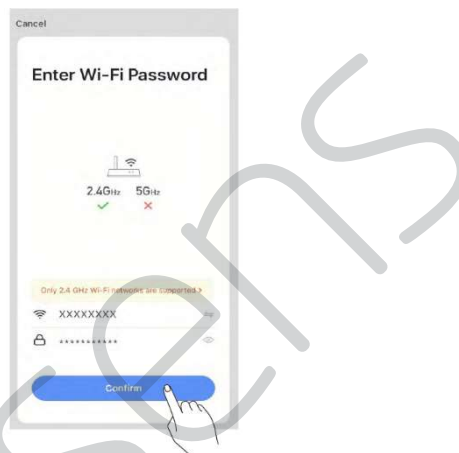 Cancel
Enter Wi-Fi Password
2.4GHz 5GHz
Only 2.4 GHz Wi-Fi networks are supported >
XXXXXXXX
***********
Confirm
sens